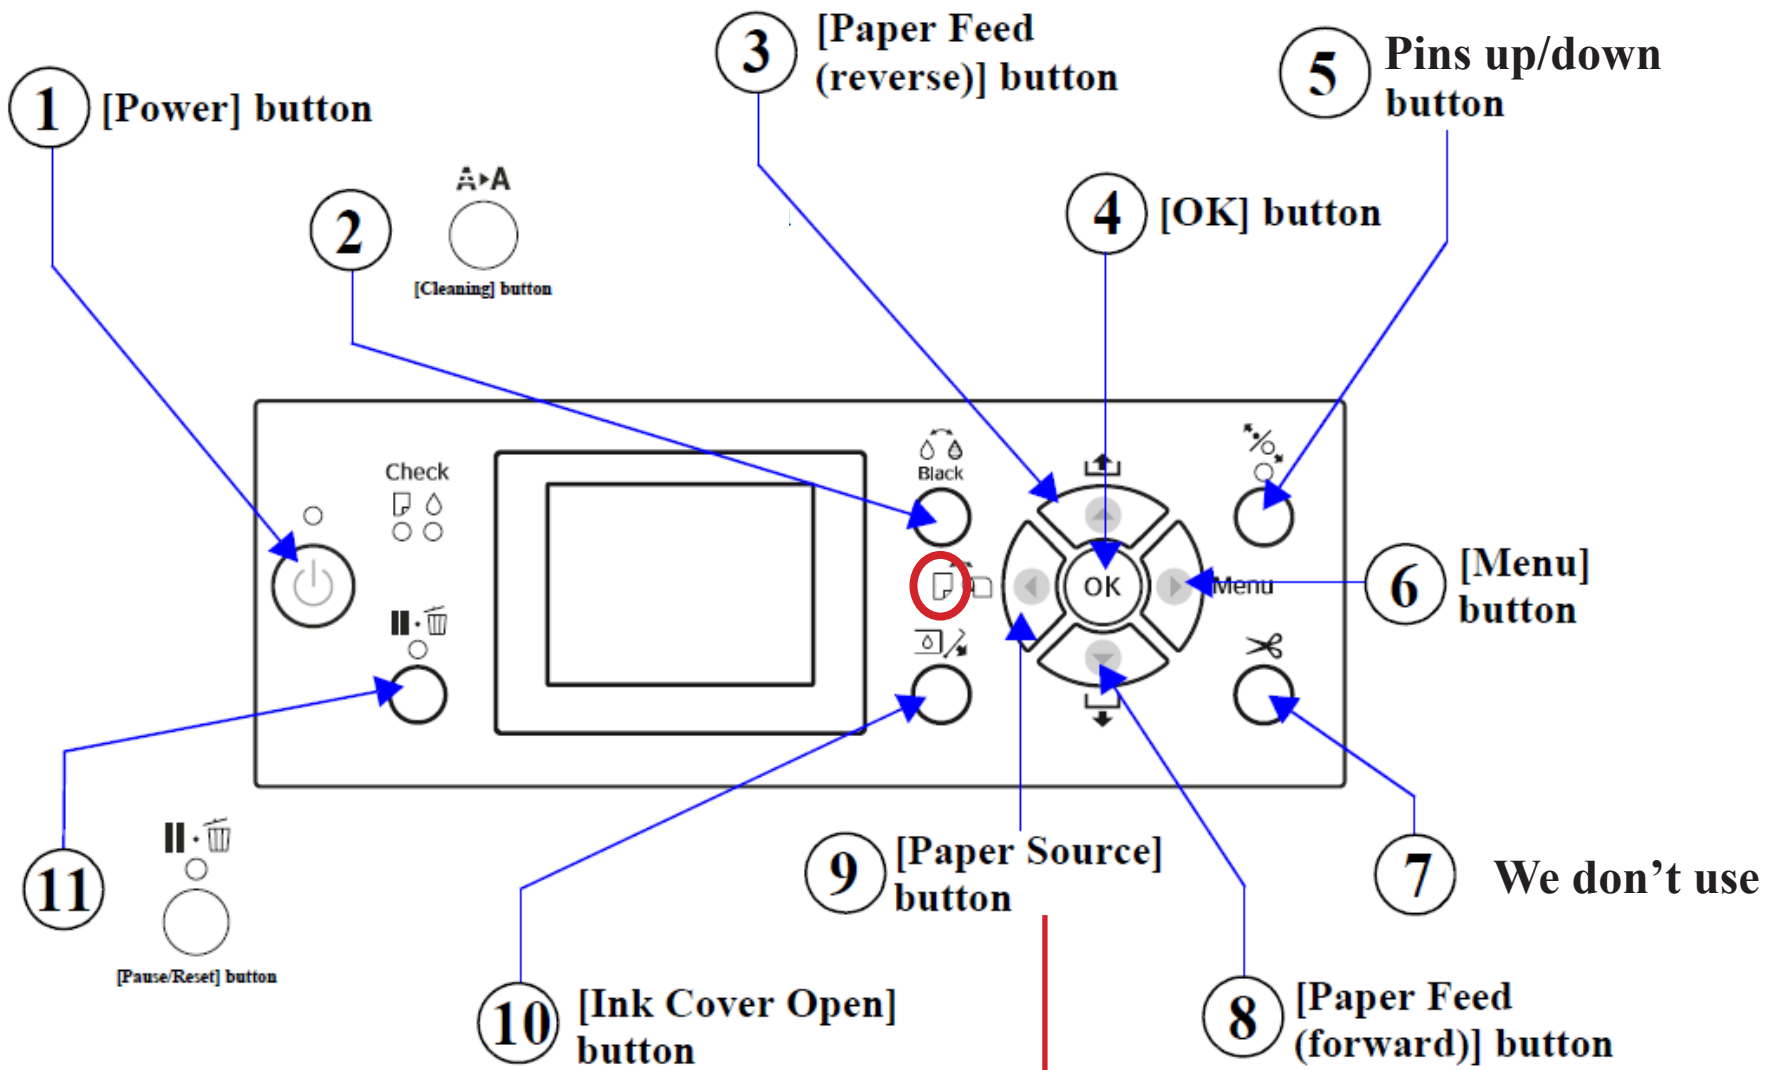 3 [Paper Feed
(reverse)] button
5 Pins up/down
button
1 [Power] button
2
A▸A
[Cleaning] button
4 [OK] button
Check
Black
OK
Menu
6 [Menu]
button
11
[Pause/Reset] button
9 [Paper Source]
button
7 We don’t use
10 [Ink Cover Open]
button
8 [Paper Feed
(forward)] button